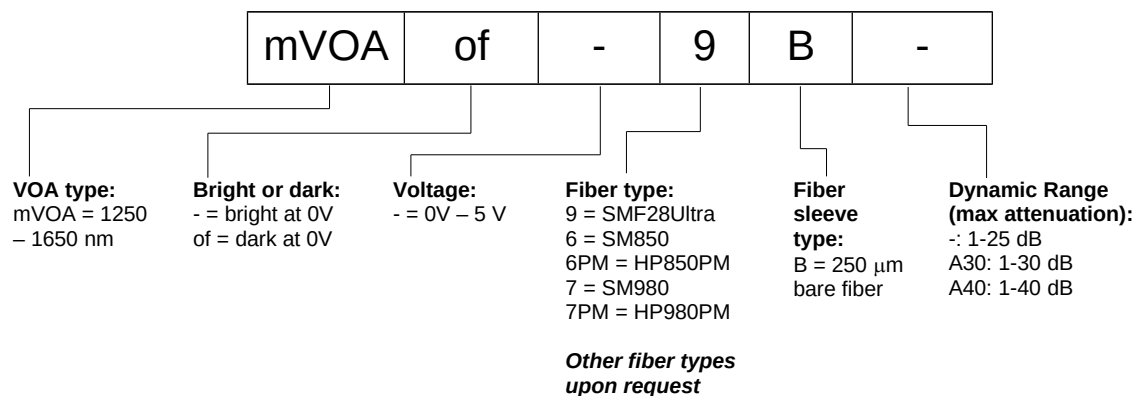 mVOA of - 9 B -
VOA type:
mVOA = 1250
– 1650 nm
Bright or dark:
- = bright at 0V
of = dark at 0V
Voltage:
- = 0V – 5 V
Fiber type:
9 = SMF28Ultra
6 = SM850
6PM = HP850PM
7 = SM980
7PM = HP980PM
Other fiber types
upon request
Fiber
sleeve
type:
B = 250 μm
bare fiber
Dynamic Range
(max attenuation):
-: 1-25 dB
A30: 1-30 dB
A40: 1-40 dB